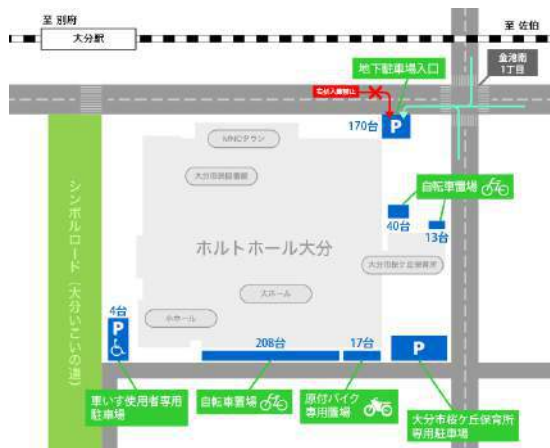 至 別府
大分駅
至 佐伯
金池南
1丁目
地下駐車場入口
右折入庫禁止
170台
P
自転車置場
40台
13台
シンボルロード（大分いこいの道）
ホルトホール大分
大ホール
小ホール
4台
P
208台
17台
P
車いす使用者専用
駐車場
自転車置場
原付バイク
専用置場
大分市桜ケ丘保育所
専用駐車場